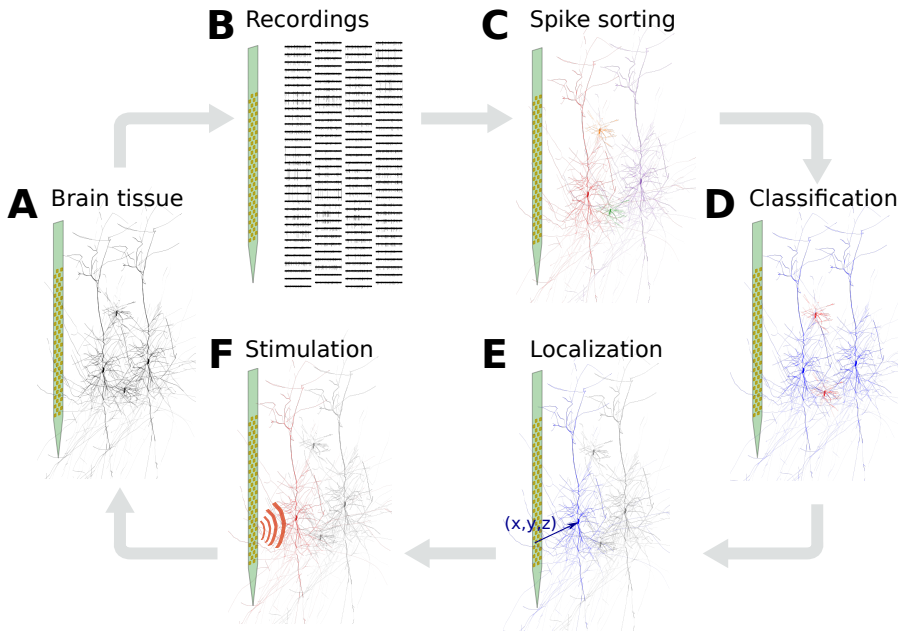 A Brain tissue
B Recordings
C Spike sorting
D Classification
E Localization
(x,y,z)
F Stimulation